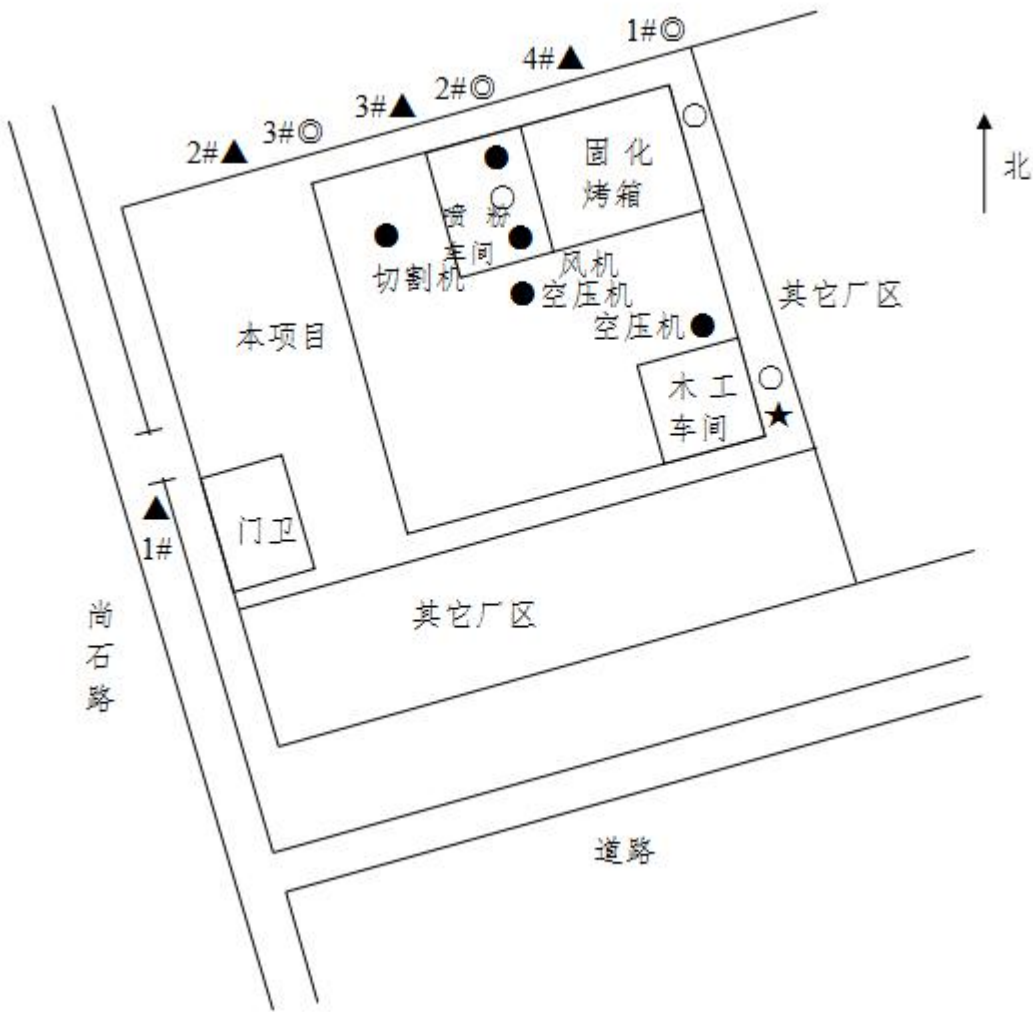 1#◎
4#▲
2#◎
3#▲
3#◎
2#▲
北
固化
烤箱
喷粉
车间
切割机
风机
空压机
空压机
其它厂区
本项目
木工
车间
门卫
▲
1#
其它厂区
尚
石
路
道路